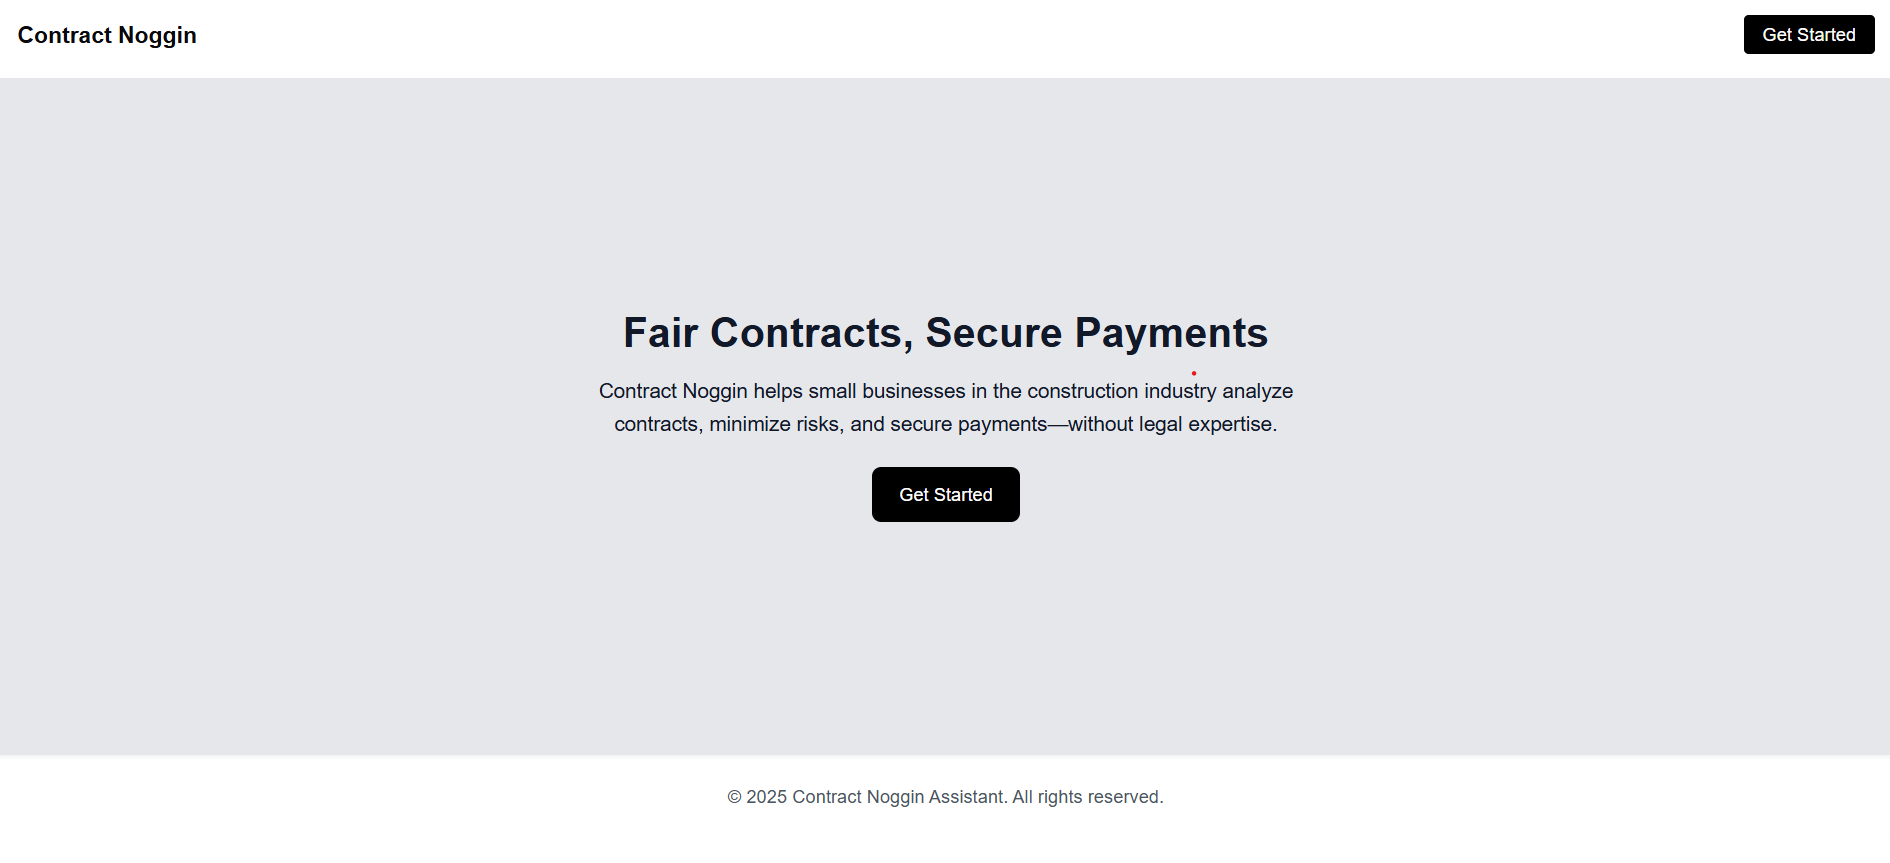 Contract Noggin
Get Started
Fair Contracts, Secure Payments
Contract Noggin helps small businesses in the construction industry analyze
contracts, minimize risks, and secure payments—without legal expertise.
Get Started
© 2025 Contract Noggin Assistant. All rights reserved.